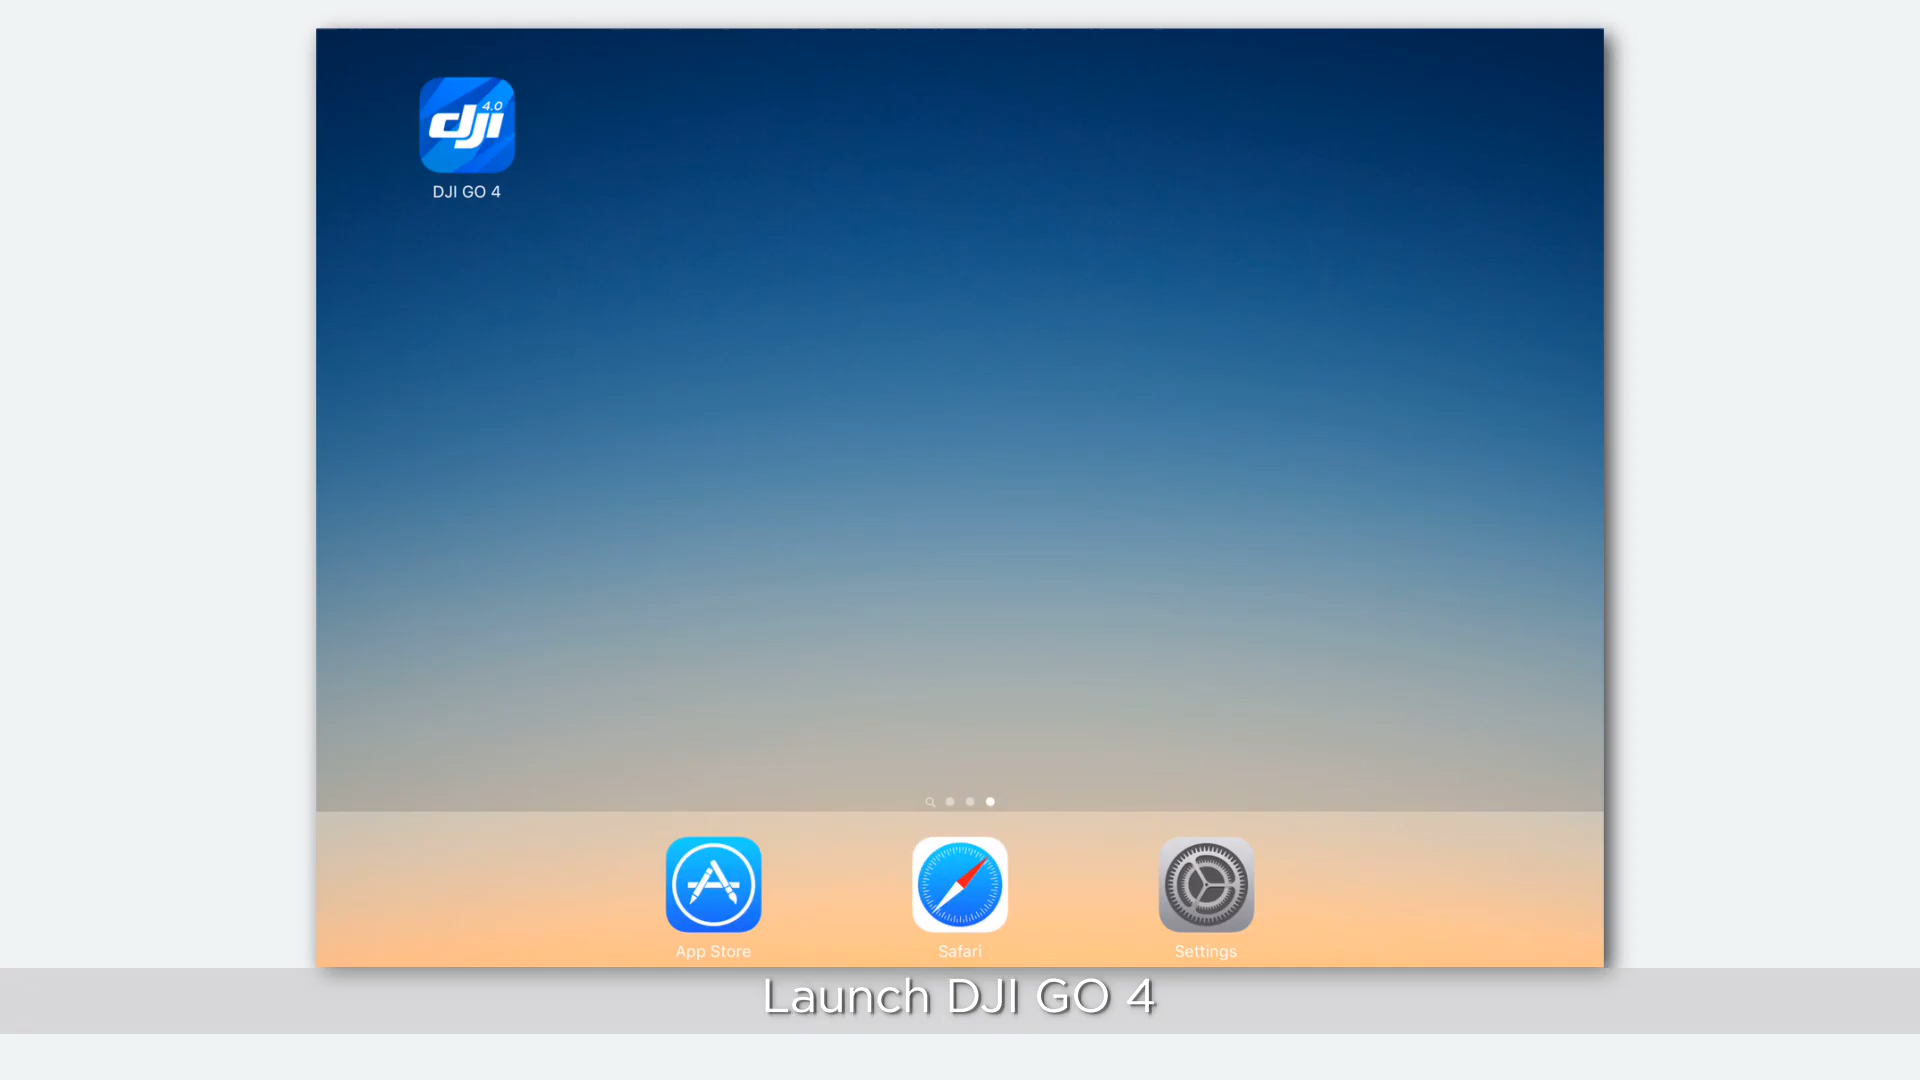 4.0
dji
DJI GO 4
App Store
Safari
Settings
Launch DJI GO 4